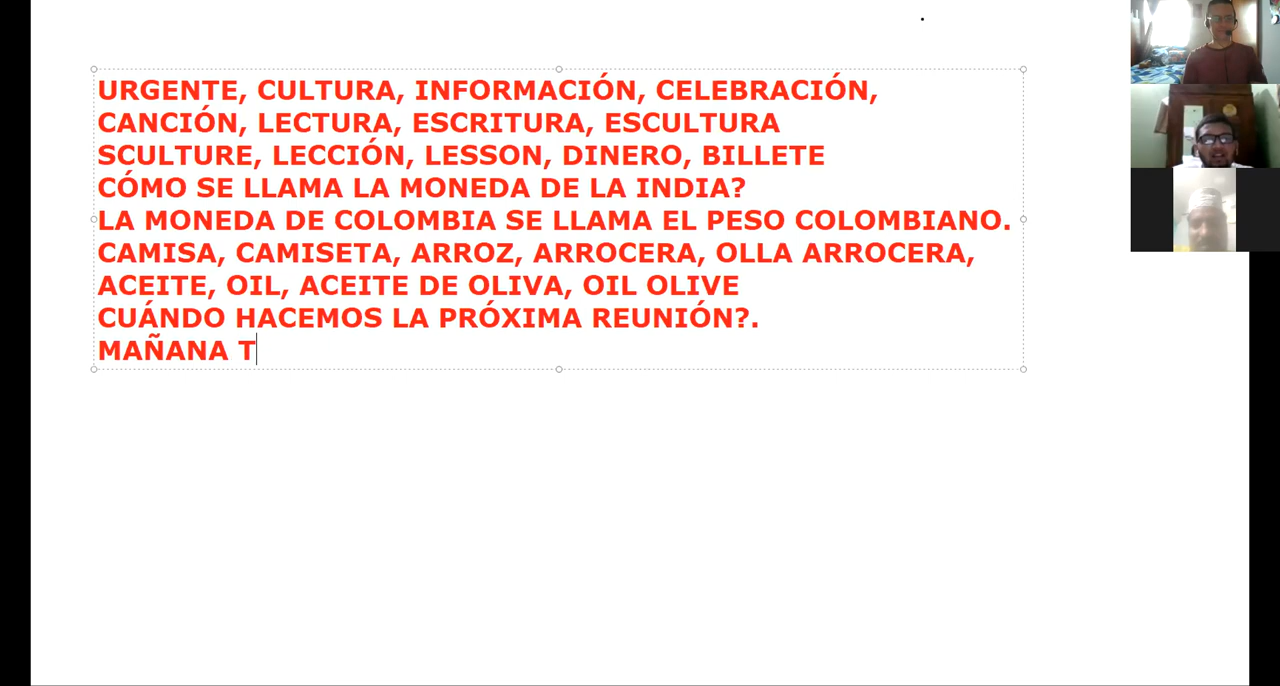 URGENTE, CULTURA, INFORMACIÓN, CELEBRACIÓN,
CANCIÓN, LECTURA, ESCRITURA, ESCULTURA
SCULTURE, LECCIÓN, LESSON, DINERO, BILLETE
CÓMO SE LLAMA LA MONEDA DE LA INDIA?
LA MONEDA DE COLOMBIA SE LLAMA EL PESO COLOMBIANO.
CAMISA, CAMISETA, ARROZ, ARROCERA, OLLA ARROCERA,
ACEITE, OIL, ACEITE DE OLIVA, OIL OLIVE
CUÁNDO HACEMOS LA PRÓXIMA REUNIÓN?.
MAÑANA T